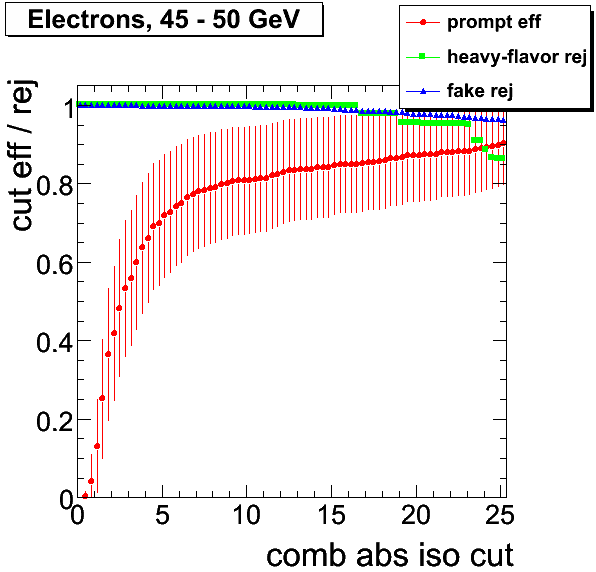 Electrons, 45 - 50 GeV
prompt eff
heavy-flavor rej
fake rej
cut eff / rej
1
0.8
0.6
0.4
0.2
0
0 5 10 15 20 25
comb abs iso cut